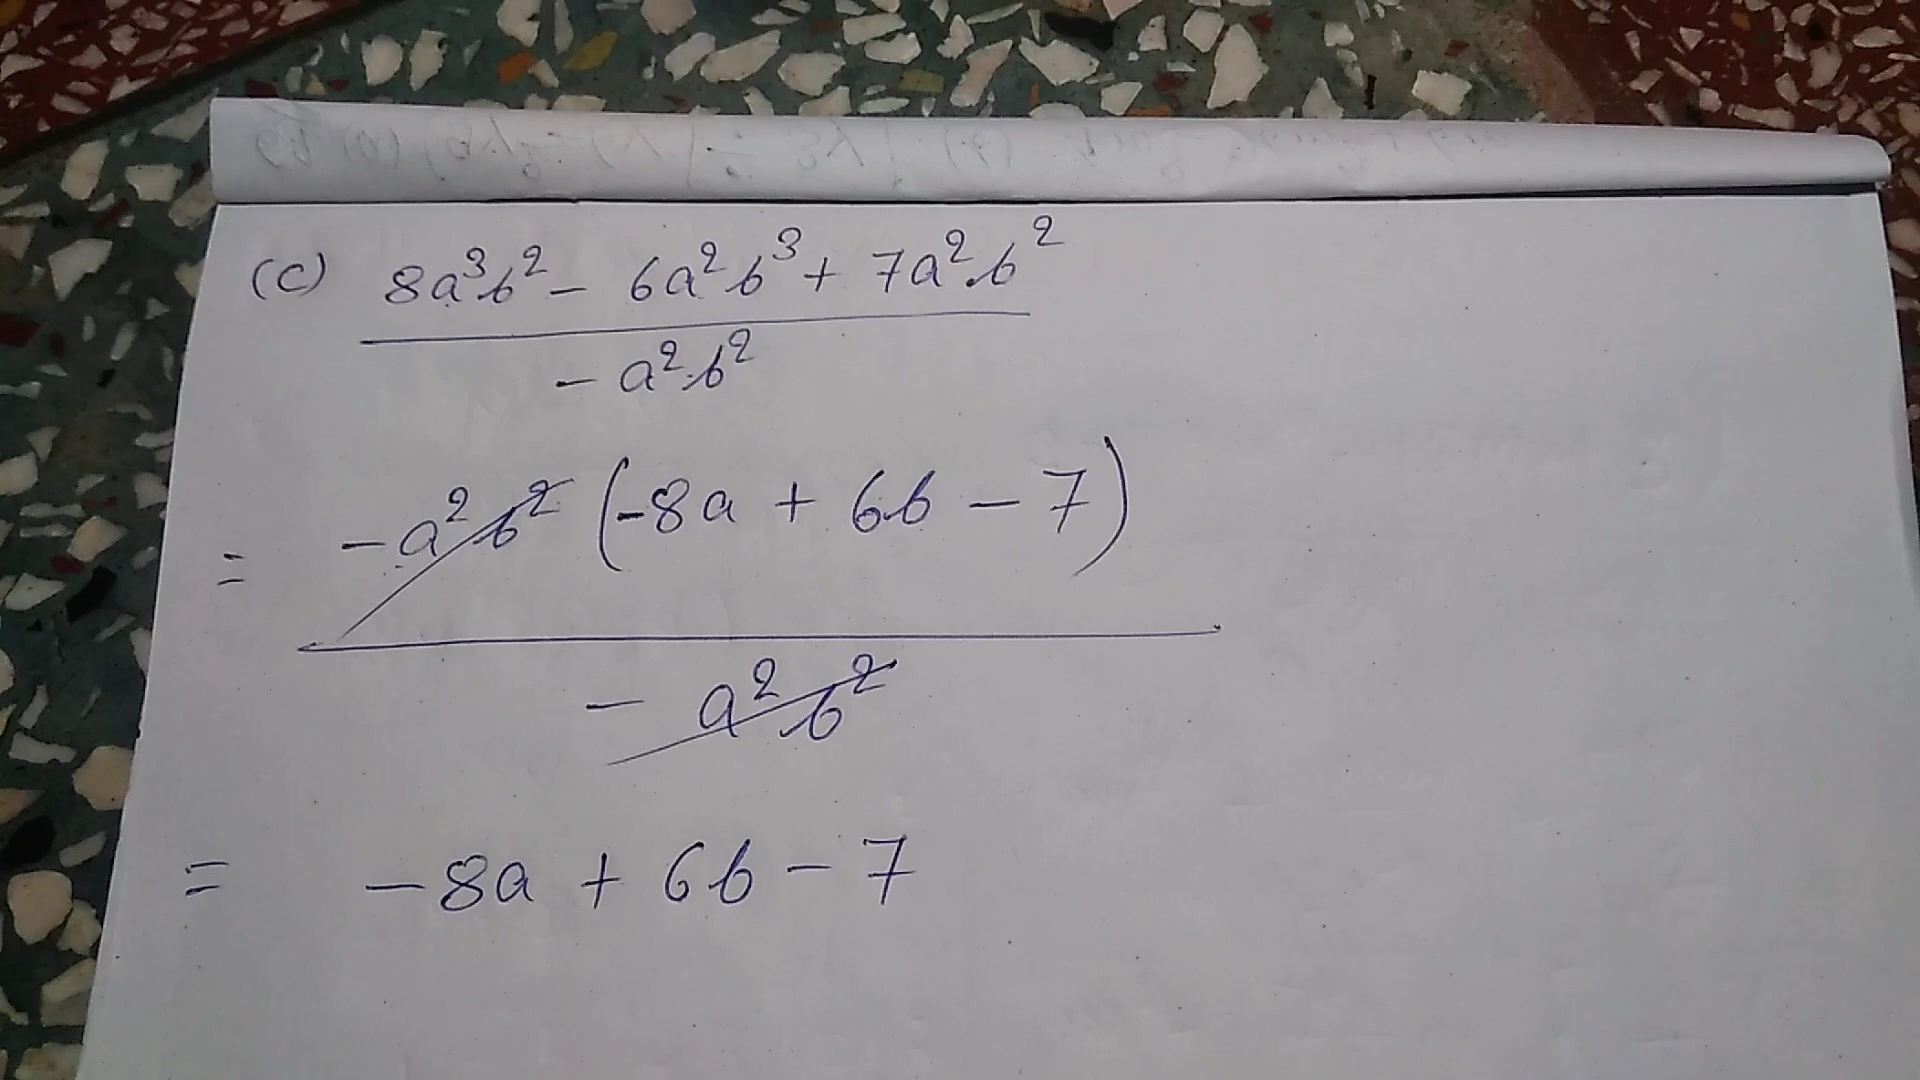 (c) 8a³b² - 6a²b³ + 7a²b²
- a²b²
= -a²b² (-8a + 6b - 7)
- a²b²
= -8a + 6b - 7